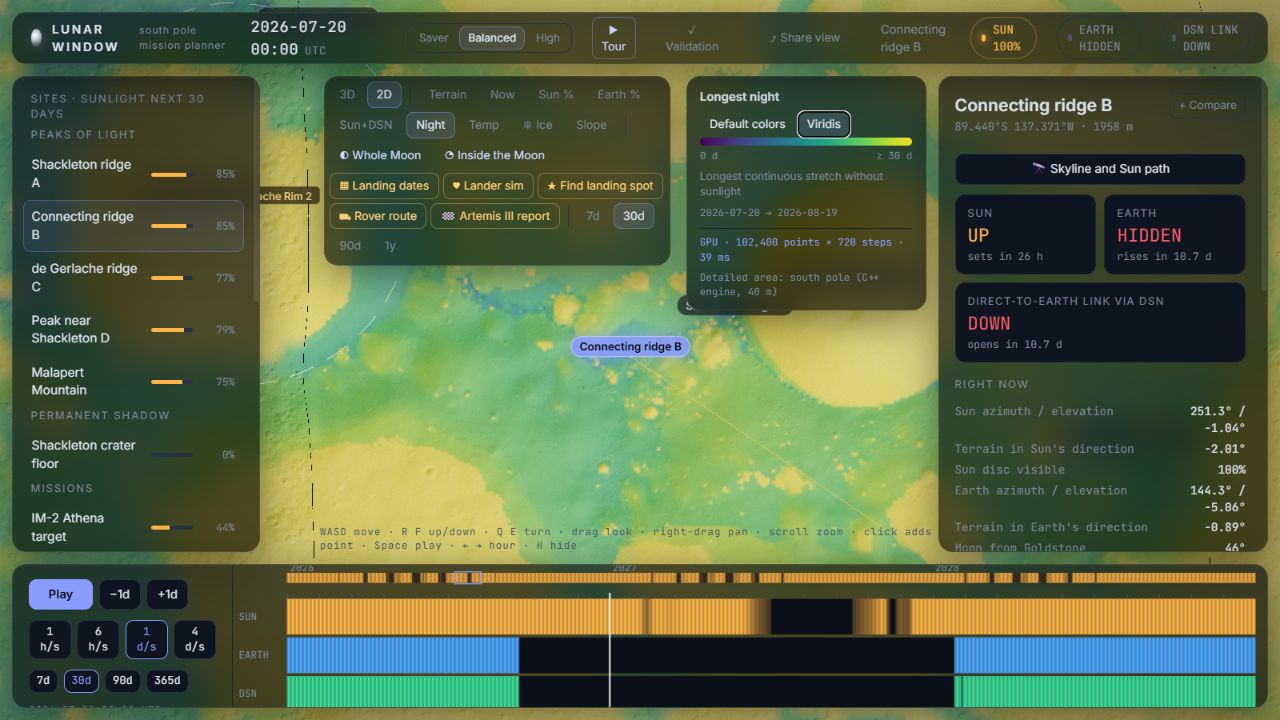 LUNAR
WINDOW
south pole
mission planner
2026-07-20
00:00 UTC
Saver Balanced High
▶
Tour
✓
Validation
⤴ Share view
Connecting
ridge B
SUN
100%
EARTH
HIDDEN
DSN LINK
DOWN
SITES · SUNLIGHT NEXT 30
DAYS
PEAKS OF LIGHT
Shackleton ridge
A
85%
Connecting ridge
B
85%
de Gerlache ridge
C
77%
Peak near
Shackleton D
79%
Malapert
Mountain
75%
PERMANENT SHADOW
Shackleton crater
floor
0%
MISSIONS
IM-2 Athena
target
44%
3D 2D Terrain Now Sun % Earth %
Sun+DSN Night Temp ❄ Ice Slope
◐ Whole Moon ◔ Inside the Moon
▦ Landing dates ♥ Lander sim ★ Find landing spot
⛟ Rover route 🏁 Artemis III report 7d 30d
90d 1y
ache Rim 2
Longest night
Default colors Viridis
0 d ≥ 30 d
Longest continuous stretch without
sunlight
2026-07-20 → 2026-08-19
GPU · 102,400 points × 720 steps ·
39 ms
Detailed area: south pole (C++
engine, 40 m)
Connecting ridge B
WASD move · R F up/down · Q E turn · drag look · right-drag pan · scroll zoom · click adds
point · Space play · ← → hour · H hide
Connecting ridge B
+ Compare
89.440°S 137.371°W · 1958 m
🔭 Skyline and Sun path
SUN
UP
sets in 26 h
EARTH
HIDDEN
rises in 10.7 d
DIRECT-TO-EARTH LINK VIA DSN
DOWN
opens in 10.7 d
RIGHT NOW
Sun azimuth / elevation 251.3° /
-1.04°
Terrain in Sun's direction -2.01°
Sun disc visible 100%
Earth azimuth / elevation 144.3° /
-5.06°
Terrain in Earth's direction -0.89°
Moon from Goldstone 46°
Play −1d +1d
1
h/s
6
h/s
1
d/s
4
d/s
7d 30d 90d 365d
2026 2027 2028
SUN
EARTH
DSN